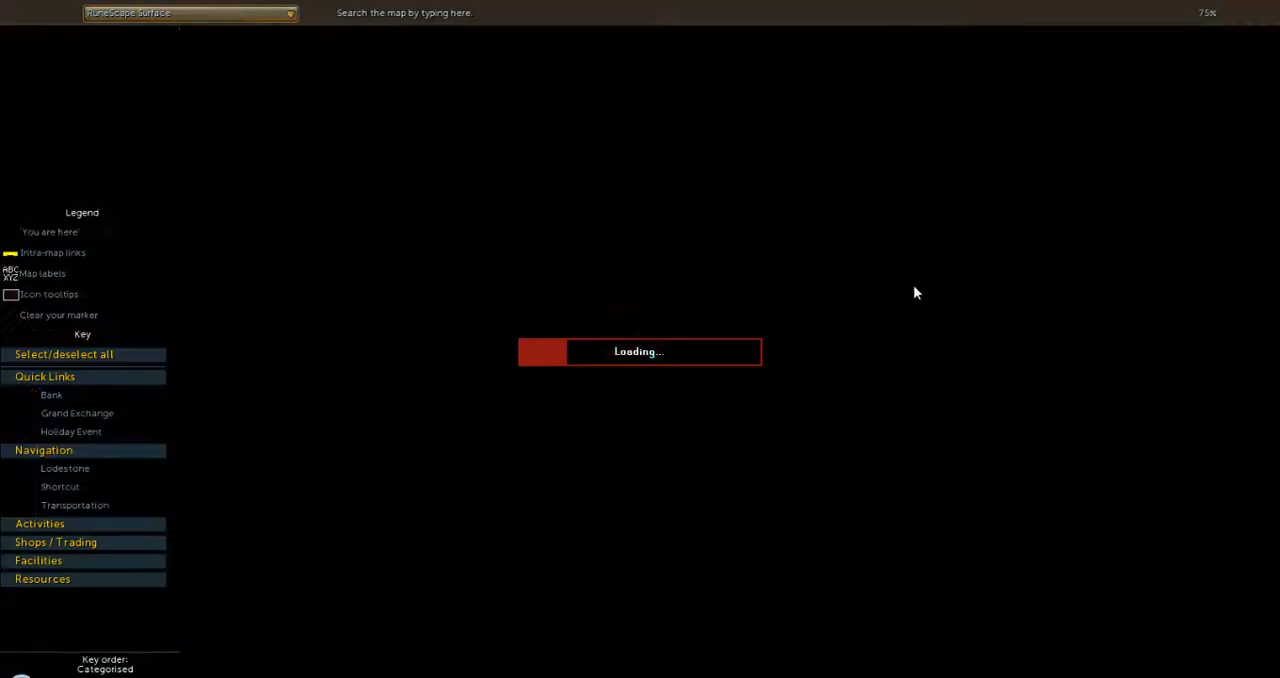 RuneScape Surface
Search the map by typing here.
75%
Legend
'You are here'
Intra-map links
ABC
XYZ
Map labels
Icon tooltips
Clear your marker
Key
Select/deselect all
Quick Links
Bank
Grand Exchange
Holiday Event
Navigation
Lodestone
Shortcut
Transportation
Activities
Shops / Trading
Facilities
Resources
Loading...
Key order:
Categorised